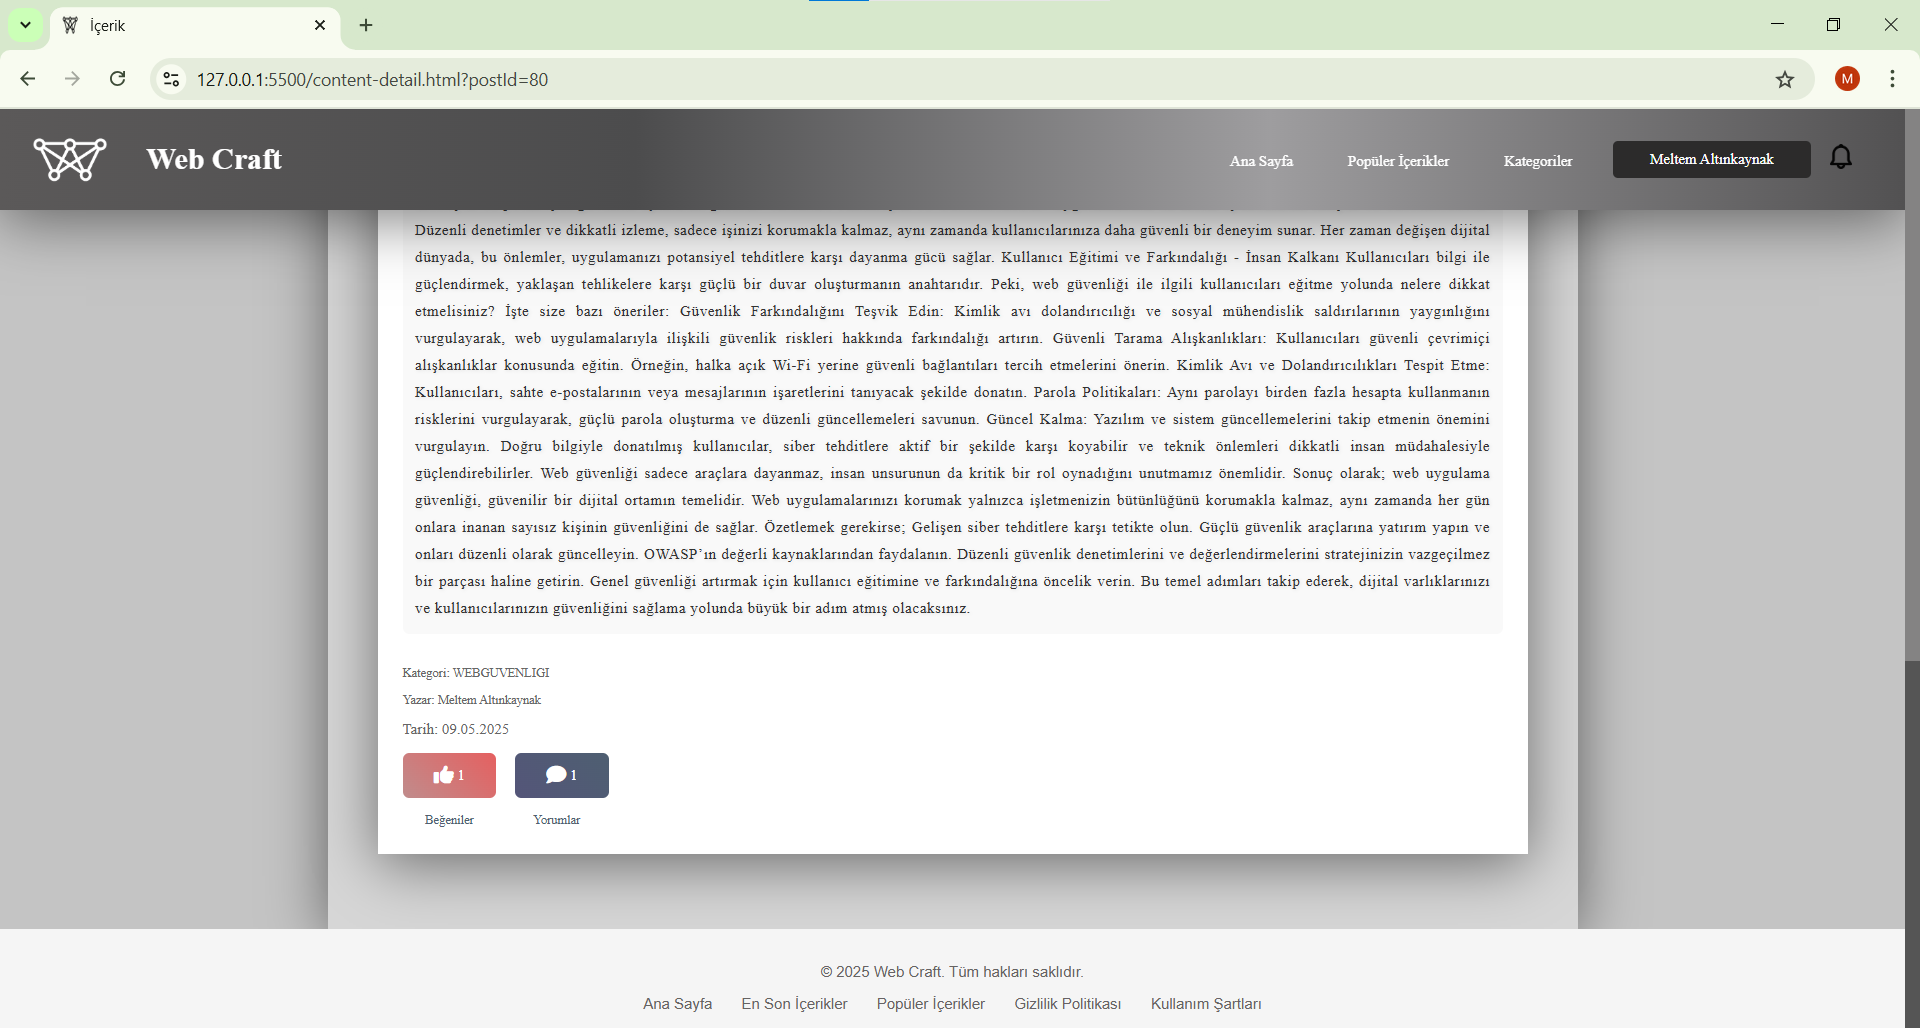 İçerik
127.0.0.1:5500/content-detail.html?postId=80
M
Web Craft
Ana Sayfa
Popüler İçerikler
Kategoriler
Meltem Altınkaynak
Düzenli denetimler ve dikkatli izleme, sadece işinizi korumakla kalmaz, aynı zamanda kullanıcılarınıza daha güvenli bir deneyim sunar. Her zaman değişen dijital
dünyada, bu önlemler, uygulamanızı potansiyel tehditlere karşı dayanma gücü sağlar. Kullanıcı Eğitimi ve Farkındalığı - İnsan Kalkanı Kullanıcıları bilgi ile
güçlendirmek, yaklaşan tehlikelere karşı güçlü bir duvar oluşturmanın anahtarıdır. Peki, web güvenliği ile ilgili kullanıcıları eğitme yolunda nelere dikkat
etmelisiniz? İşte size bazı öneriler: Güvenlik Farkındalığını Teşvik Edin: Kimlik avı dolandırıcılığı ve sosyal mühendislik saldırılarının yaygınlığını
vurgulayarak, web uygulamalarıyla ilişkili güvenlik riskleri hakkında farkındalığı artırın. Güvenli Tarama Alışkanlıkları: Kullanıcıları güvenli çevrimiçi
alışkanlıklar konusunda eğitin. Örneğin, halka açık Wi-Fi yerine güvenli bağlantıları tercih etmelerini önerin. Kimlik Avı ve Dolandırıcılıkları Tespit Etme:
Kullanıcıları, sahte e-postalarının veya mesajlarının işaretlerini tanıyacak şekilde donatın. Parola Politikaları: Aynı parolayı birden fazla hesapta kullanmanın
risklerini vurgulayarak, güçlü parola oluşturma ve düzenli güncellemeleri savunun. Güncel Kalma: Yazılım ve sistem güncellemelerini takip etmenin önemini
vurgulayın. Doğru bilgiyle donatılmış kullanıcılar, siber tehditlere aktif bir şekilde karşı koyabilir ve teknik önlemleri dikkatli insan müdahalesiyle
güçlendirebilirler. Web güvenliği sadece araçlara dayanmaz, insan unsurunun da kritik bir rol oynadığını unutmamız önemlidir. Sonuç olarak; web uygulama
güvenliği, güvenilir bir dijital ortamın temelidir. Web uygulamalarınızı korumak yalnızca işletmenizin bütünlüğünü korumakla kalmaz, aynı zamanda her gün
onlara inanan sayısız kişinin güvenliğini de sağlar. Özetlemek gerekirse; Gelişen siber tehditlere karşı tetikte olun. Güçlü güvenlik araçlarına yatırım yapın ve
onları düzenli olarak güncelleyin. OWASP’ın değerli kaynaklarından faydalanın. Düzenli güvenlik denetimlerini ve değerlendirmelerini stratejinizin vazgeçilmez
bir parçası haline getirin. Genel güvenliği artırmak için kullanıcı eğitimine ve farkındalığına öncelik verin. Bu temel adımları takip ederek, dijital varlıklarınızı
ve kullanıcılarınızın güvenliğini sağlama yolunda büyük bir adım atmış olacaksınız.
Kategori: WEBGUVENLIGI
Yazar: Meltem Altınkaynak
Tarih: 09.05.2025
1
1
Beğeniler
Yorumlar
© 2025 Web Craft. Tüm hakları saklıdır.
Ana Sayfa
En Son İçerikler
Popüler İçerikler
Gizlilik Politikası
Kullanım Şartları